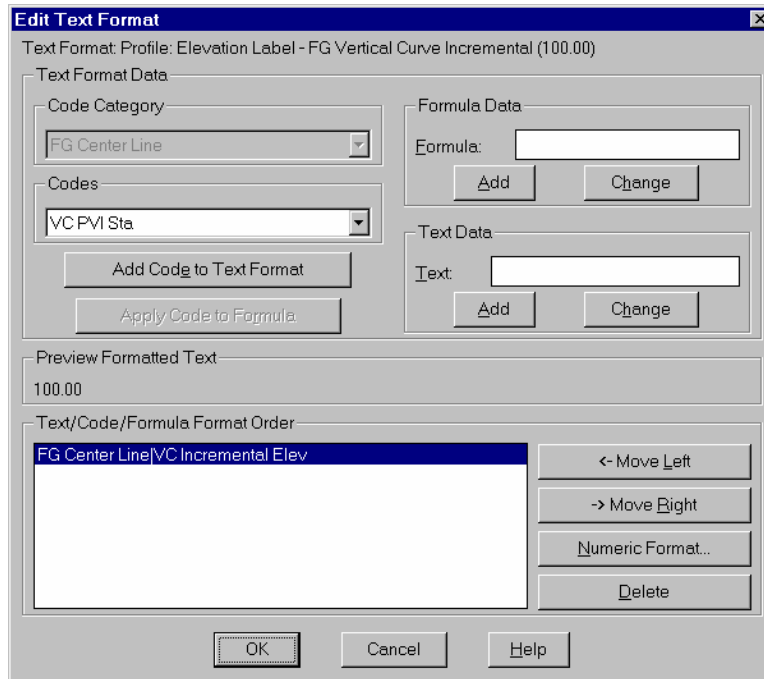 Edit Text Format
Text Format: Profile: Elevation Label - FG Vertical Curve Incremental (100.00)
Text Format Data
Code Category
FG Center Line
Codes
VC PVI Sta
Add Code to Text Format
Apply Code to Formula
Formula Data
Formula:
Add Change
Text Data
Text:
Add Change
Preview Formatted Text
100.00
Text/Code/Formula Format Order
FG Center Line|VC Incremental Elev
<- Move Left
-> Move Right
Numeric Format...
Delete
OK Cancel Help